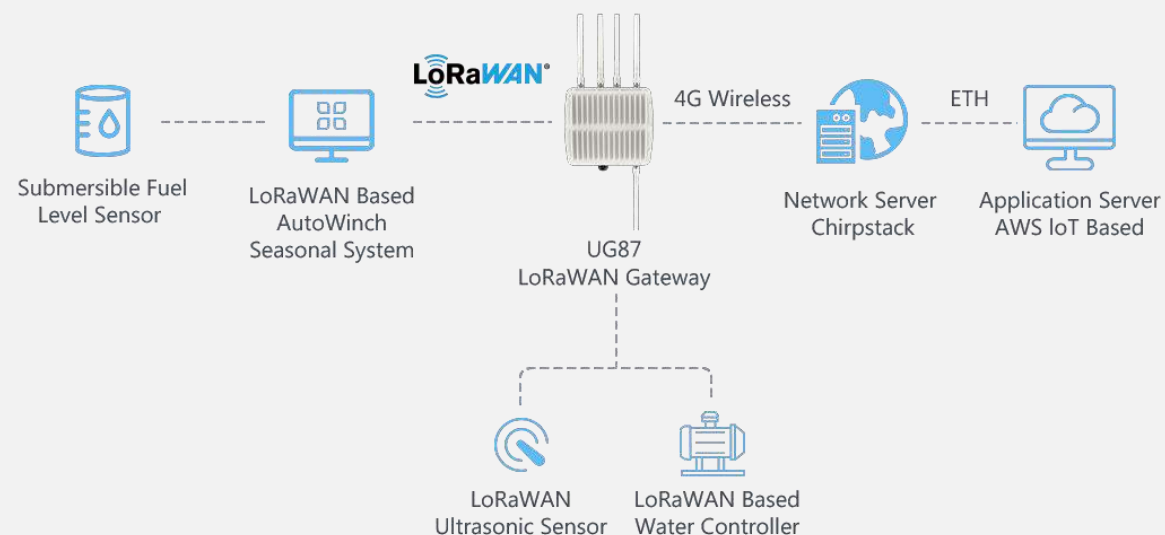 LoRaWAN®
4G Wireless
ETH
Submersible Fuel
Level Sensor
LoRaWAN Based
AutoWinch
Seasonal System
UG87
LoRaWAN Gateway
Network Server
Chirpstack
Application Server
AWS loT Based
LoRaWAN
Ultrasonic Sensor
LoRaWAN Based
Water Controller